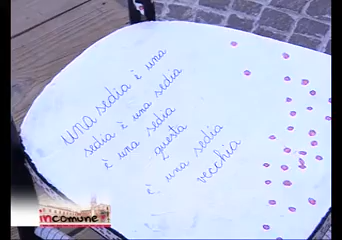 una sedia è una
sedia è una sedia
è una sedia
questa
è una sedia
vecchia
incomune